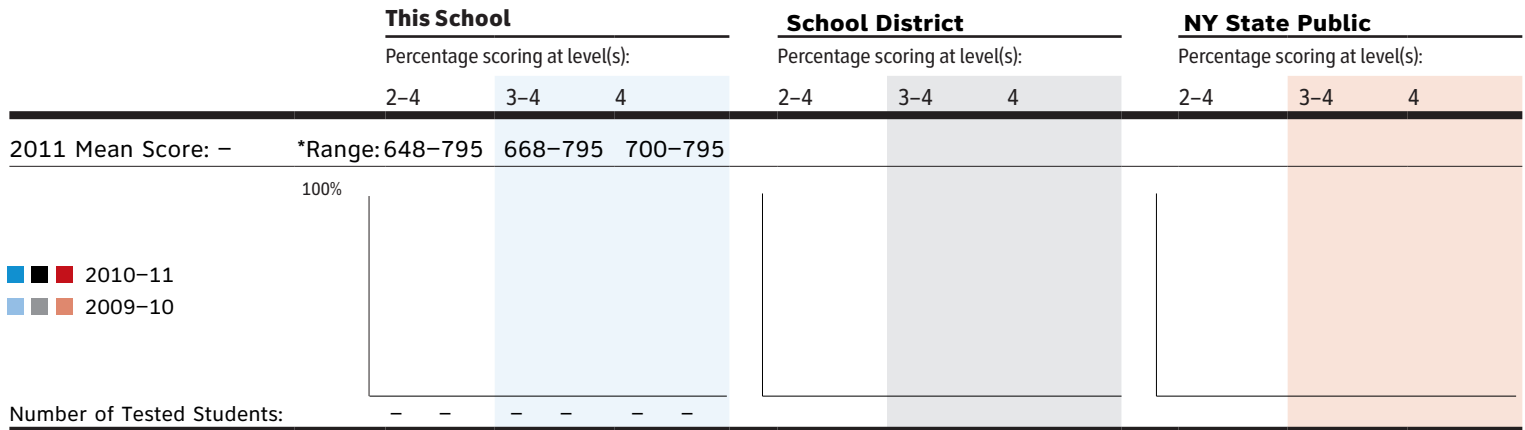 This School School District NY State Public
Percentage scoring at level(s): Percentage scoring at level(s): Percentage scoring at level(s):
2–4 3–4 4 2–4 3–4 4 2–4 3–4 4
2011 Mean Score: – *Range: 648–795 668–795 700–795
100%
2010–11
2009–10
Number of Tested Students: – – – – – –